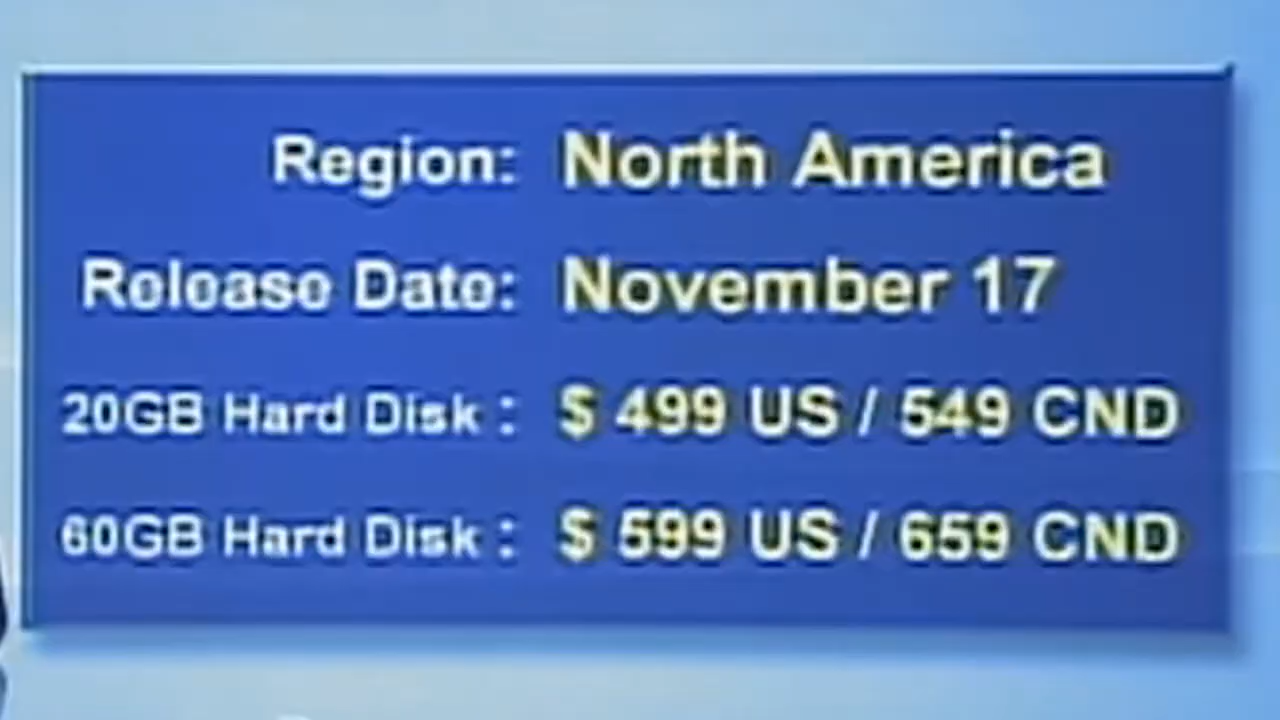 Region: North America
Release Date: November 17
20GB Hard Disk : $ 499 US / 549 CND
60GB Hard Disk : $ 599 US / 659 CND